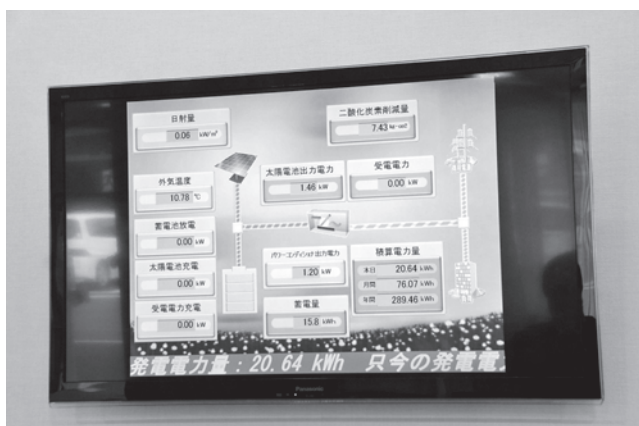 日射量
0.06 kW/m²
二酸化炭素削減量
7.43
太陽電池出力電力
1.46 kW
受電電力
0.00 kW
外気温度
10.78 ℃
蓄電池放電
0.00 kW
太陽電池充電
0.00 kW
受電電力充電
0.00 kW
パワーコンディショナ出力電力
1.20 kW
蓄電量
15.8 kWh
積算電力量
本日 20.64 kWh
月間 76.07 kWh
年間 289.46 kWh
発電電力量：20.64 kWh 只今の発電電
Panasonic